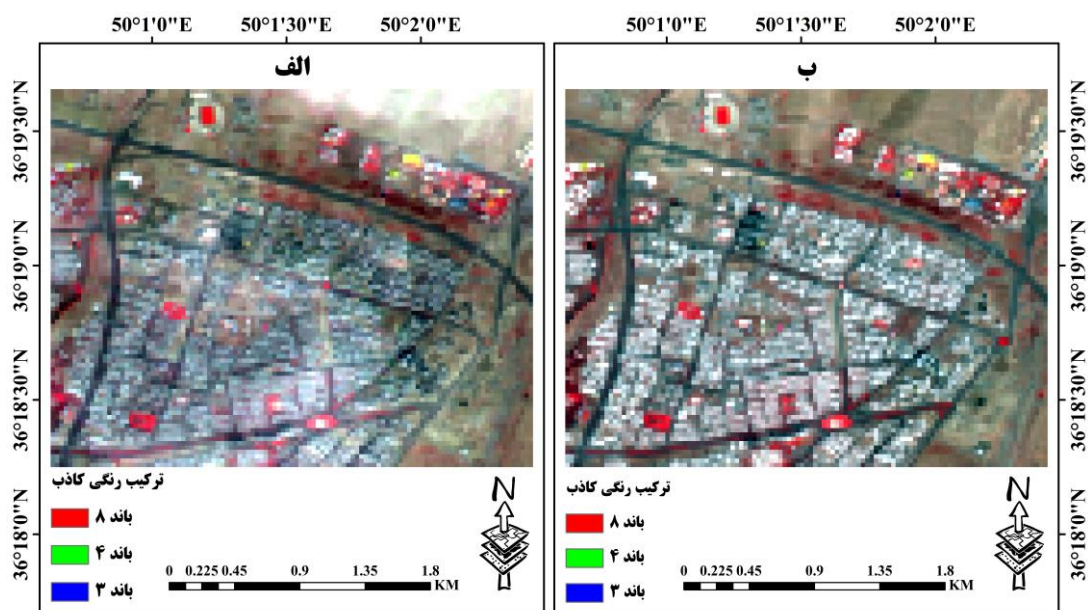 50°1'0"E 50°1'30"E 50°2'0"E
50°1'0"E 50°1'30"E 50°2'0"E
الف
ب
36°19'30"N
36°19'0"N
36°18'30"N
36°18'0"N
36°19'30"N
36°19'0"N
36°18'30"N
36°18'0"N
ترکیب رنگی کاذب
باند ۸
باند ۴
باند ۳
N
0 0.225 0.45 0.9 1.35 1.8
KM
ترکیب رنگی کاذب
باند ۸
باند ۴
باند ۳
N
0 0.225 0.45 0.9 1.35 1.8
KM